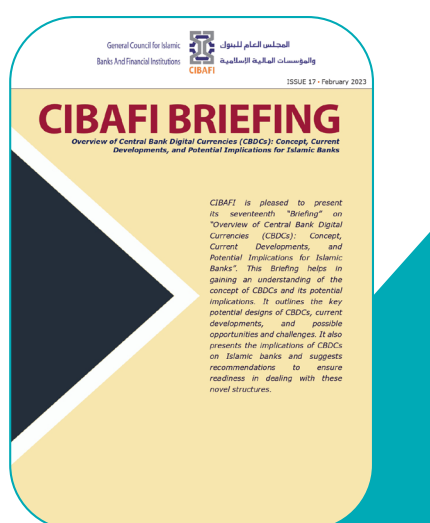 General Council for Islamic
Banks And Financial Institutions
المجلس العام للبنوك
والمؤسسات المالية الاسلامية
CIBAFI
ISSUE 17 · February 2023
CIBAFI BRIEFING
Overview of Central Bank Digital Currencies (CBDCs): Concept, Current
Developments, and Potential Implications for Islamic Banks
CIBAFI is pleased to present
its seventeenth "Briefing" on
"Overview of Central Bank Digital
Currencies (CBDCs): Concept,
Current Developments, and
Potential Implications for Islamic
Banks". This Briefing helps in
gaining an understanding of the
concept of CBDCs and its potential
implications. It outlines the key
potential designs of CBDCs, current
developments, and possible
opportunities and challenges. It also
presents the implications of CBDCs
on Islamic banks and suggests
recommendations to ensure
readiness in dealing with these
novel structures.